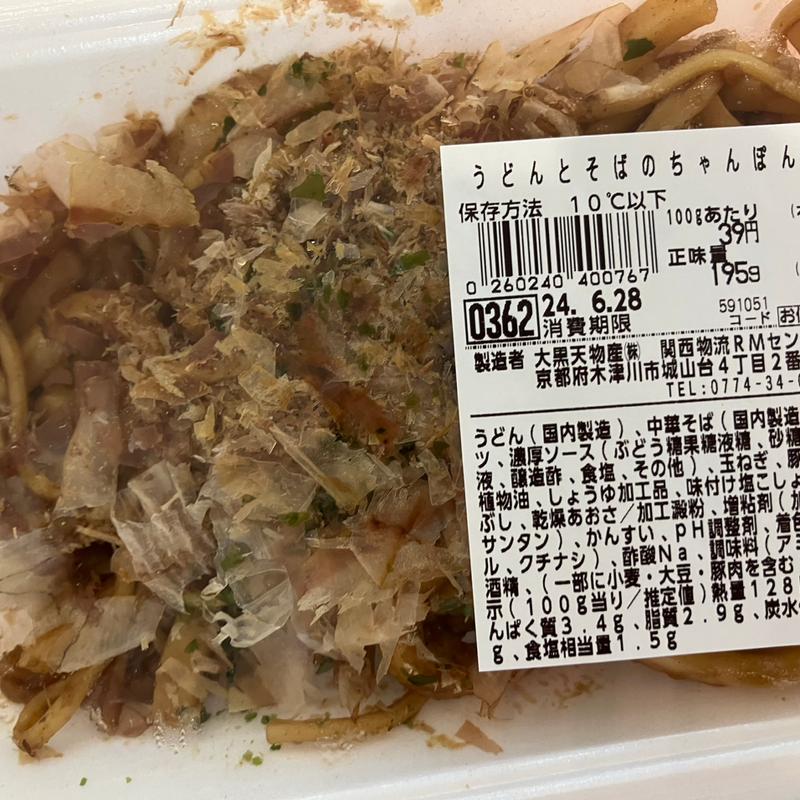 うどんとそばのちゃんぽん
保存方法 10℃以下
100gあたり
39円
正味量
195g
0 260240 400767
0362 24. 6.28
消費期限
591051
コード
製造者 大黒天物産㈱ 関西物流RMセン
京都府木津川市城山台4丁目2番
TEL:0774-34-0
うどん(国内製造)、中華そば(国内製造
ツ、濃厚ソース(ぶどう糖果糖液糖、砂糖
液、醸造酢、食塩、その他)、玉ねぎ、豚
植物油、しょうゆ加工品、味付け塩こしょ
ぶし、乾燥あおさ/加工澱粉、増粘剤(加
サンタン)、かんすい、pH調整剤、着色
ル、クチナシ)、酢酸Na、調味料(ア
酒精、(一部に小麦・大豆・豚肉を含む
示(100g当り/推定値)熱量128
んぱく質3.4g、脂質2.9g、炭水
g、食塩相当量1.5g